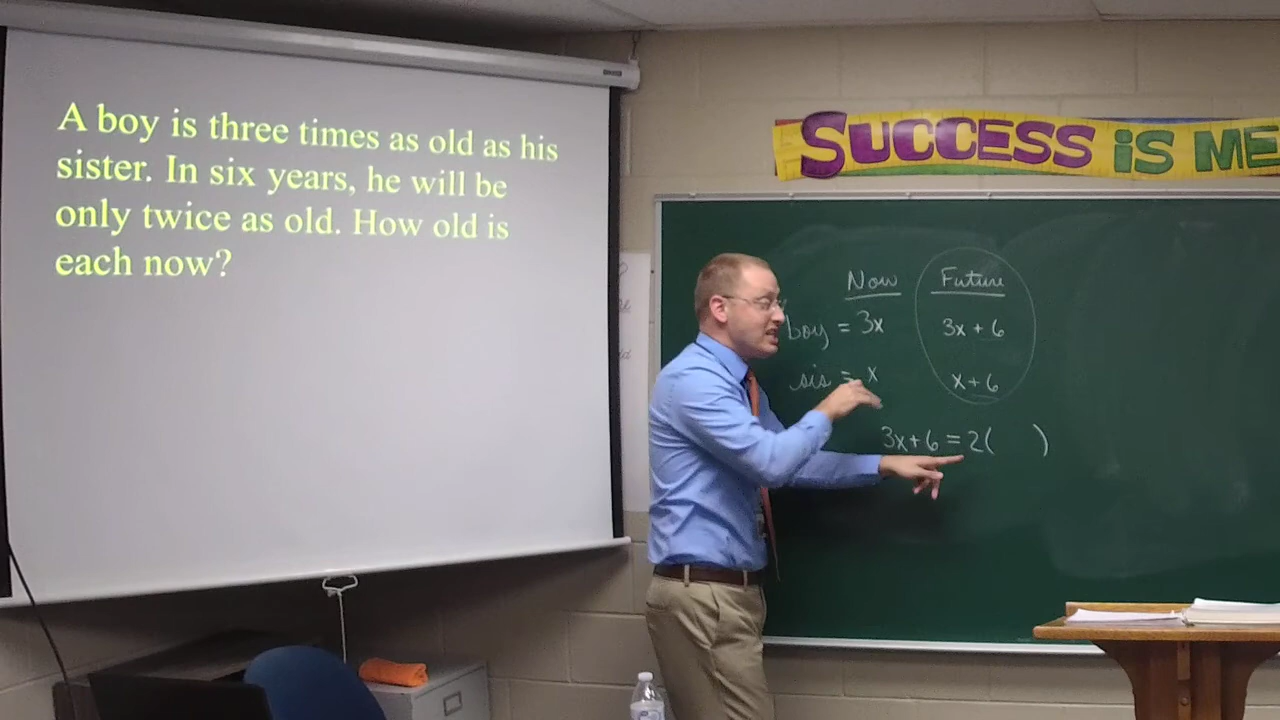 A boy is three times as old as his
sister. In six years, he will be
only twice as old. How old is
each now?
SUCCESS iS
Now Future
boy = 3x 3x + 6
sis = x x + 6
3x + 6 = 2( )